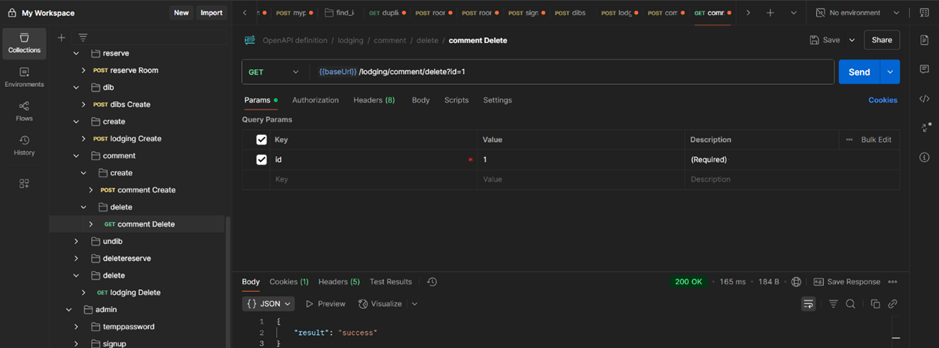 My Workspace New Import
POST myp POST find_i GET dupli POST roor POST roor POST sign POST dibs POST lodg POST com GET comr No environment
OpenAPI definition / lodging / comment / delete / comment Delete Save Share
GET {{baseUrl}} /lodging/comment/delete?id=1 Send
Params Authorization Headers (8) Body Scripts Settings Cookies
Query Params
Key Value Description Bulk Edit
id 1 (Required)
Key Value Description
Collections
Environments
Flows
History
reserve
POST reserve Room
dib
POST dibs Create
create
POST lodging Create
comment
create
POST comment Create
delete
GET comment Delete
undib
deletereserve
delete
GET lodging Delete
admin
temppassword
signup
Body Cookies (1) Headers (5) Test Results 200 OK 165 ms 184 B Save Response
{ } JSON Preview Visualize
1 {
2 "result": "success"
3 }